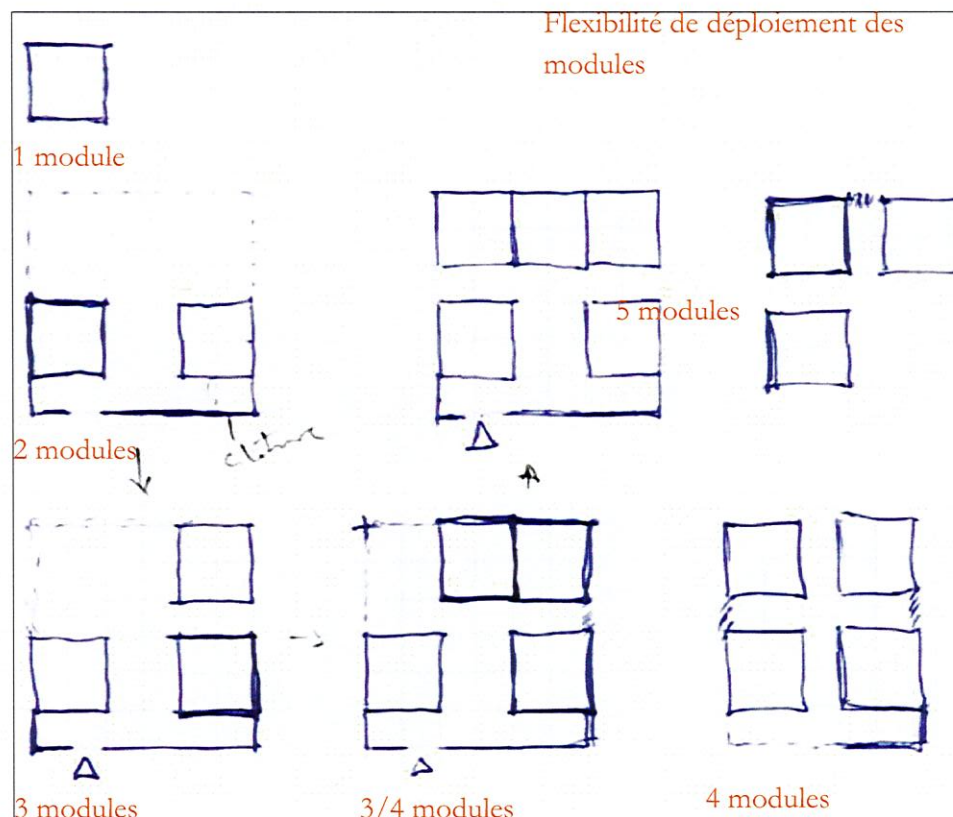 Flexibilité de déploiement des
modules
1 module
5 modules
2 modules
clôture
3 modules
3/4 modules
4 modules